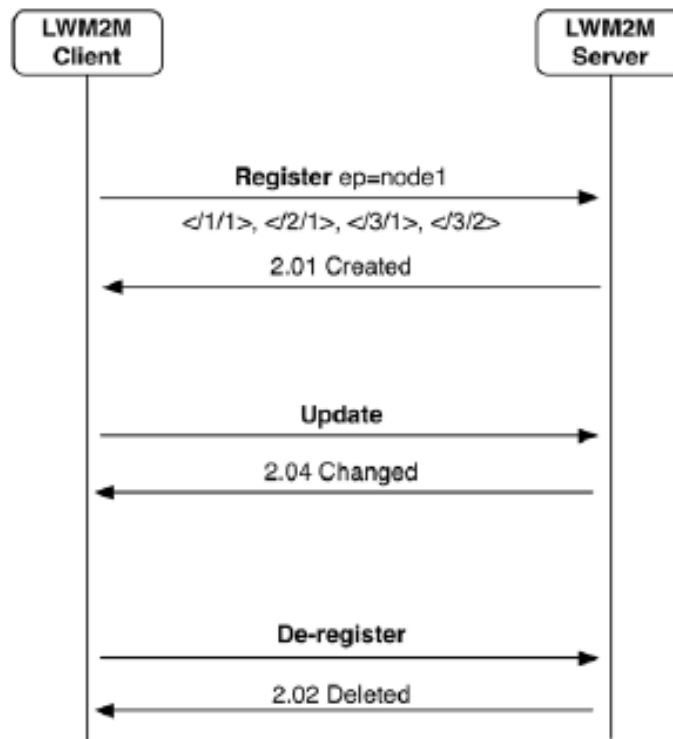 LWM2M
Client
LWM2M
Server
Register ep=node1
</1/1>, </2/1>, </3/1>, </3/2>
2.01 Created
Update
2.04 Changed
De-register
2.02 Deleted